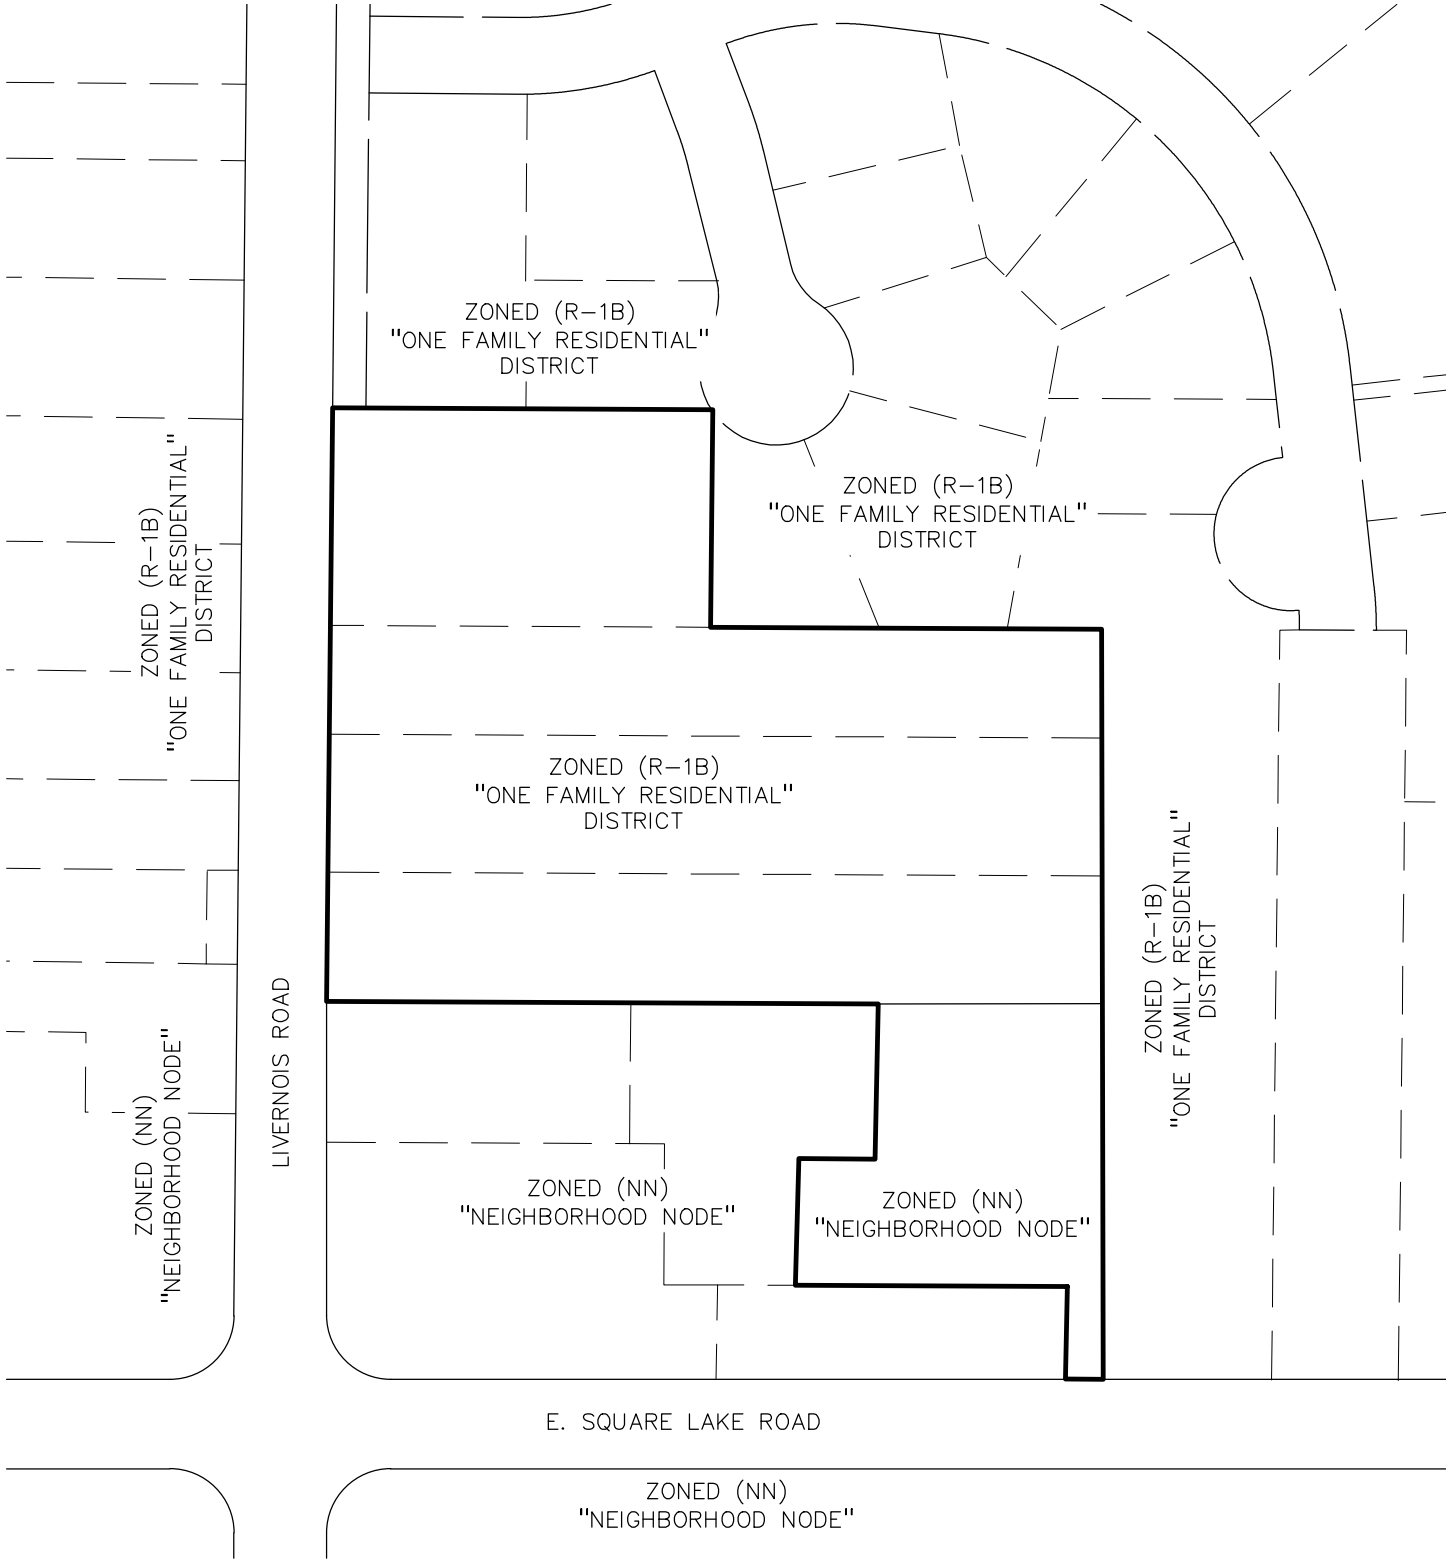 ZONED (R-1B)
"ONE FAMILY RESIDENTIAL"
DISTRICT
ZONED (R-1B)
"ONE FAMILY RESIDENTIAL"
DISTRICT
ZONED (R-1B)
"ONE FAMILY RESIDENTIAL"
DISTRICT
ZONED (R-1B)
"ONE FAMILY RESIDENTIAL"
DISTRICT
ZONED (R-1B)
"ONE FAMILY RESIDENTIAL"
DISTRICT
LIVERNOIS ROAD
ZONED (NN)
"NEIGHBORHOOD NODE"
ZONED (NN)
"NEIGHBORHOOD NODE"
ZONED (NN)
"NEIGHBORHOOD NODE"
E. SQUARE LAKE ROAD
ZONED (NN)
"NEIGHBORHOOD NODE"